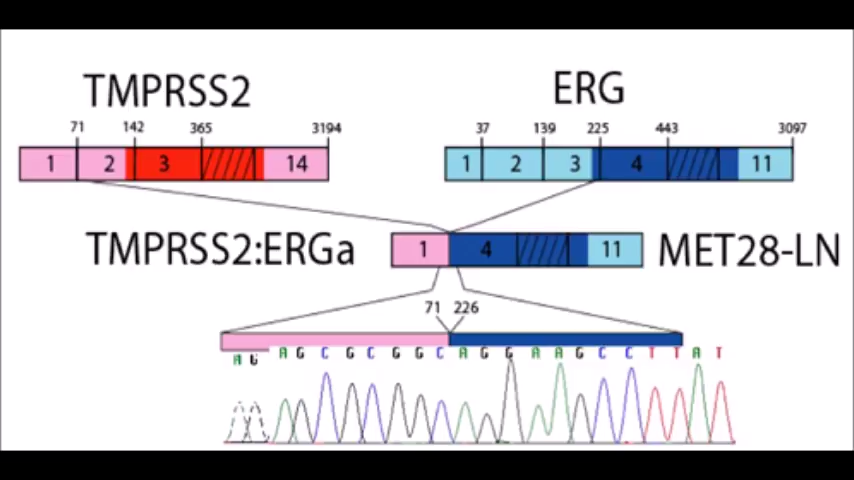 TMPRSS2
ERG
71 142 365 3194
37 139 225 443 3097
1 2 3 14
1 2 3 4 11
TMPRSS2:ERGa
1 4 11
MET28-LN
71 226
A G A G C G C G G C A G G A A G C C T T A T